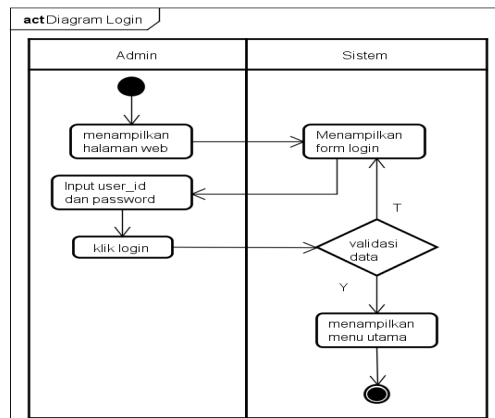 act Diagram Login
Admin
Sistem
menampilkan
halaman web
Menampilkan
form login
Input user_id
dan password
T
klik login
validasi
data
Y
menampilkan
menu utama